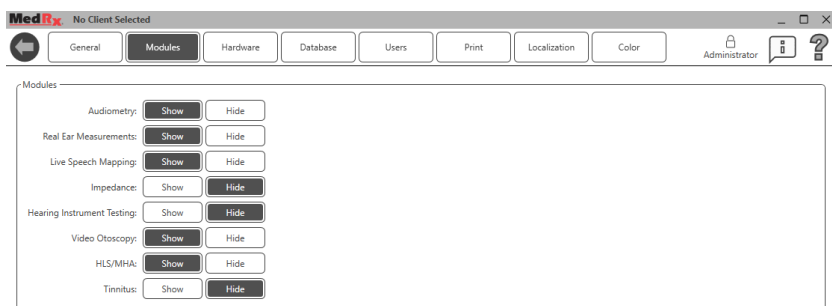 MedRx No Client Selected
General Modules Hardware Database Users Print Localization Color Administrator i ?
Modules
Audiometry: Show Hide
Real Ear Measurements: Show Hide
Live Speech Mapping: Show Hide
Impedance: Show Hide
Hearing Instrument Testing: Show Hide
Video Otoscopy: Show Hide
HLS/MHA: Show Hide
Tinnitus: Show Hide